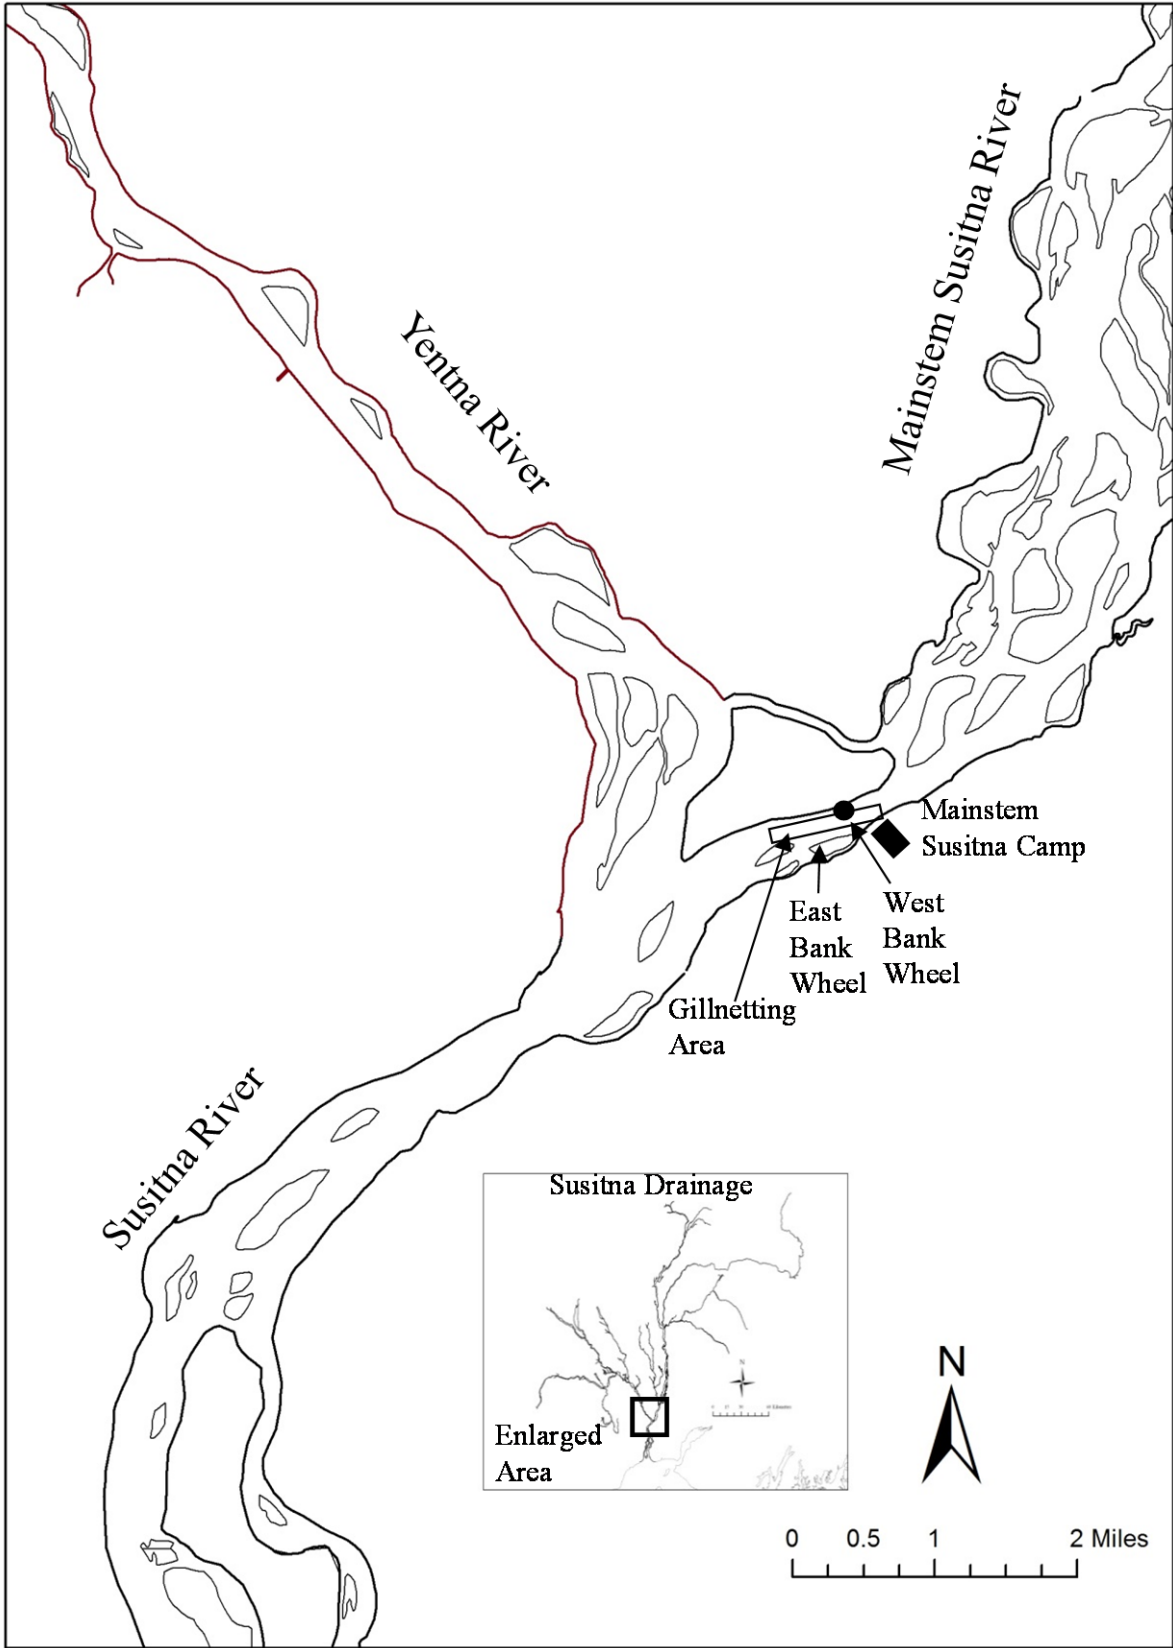 Mainstem Susitna River
Yentna River
Mainstem
Susitna Camp
East
Bank
Wheel
West
Bank
Wheel
Gillnetting
Area
Susitna River
Susitna Drainage
N
Enlarged
Area
N
0 0.5 1 2 Miles